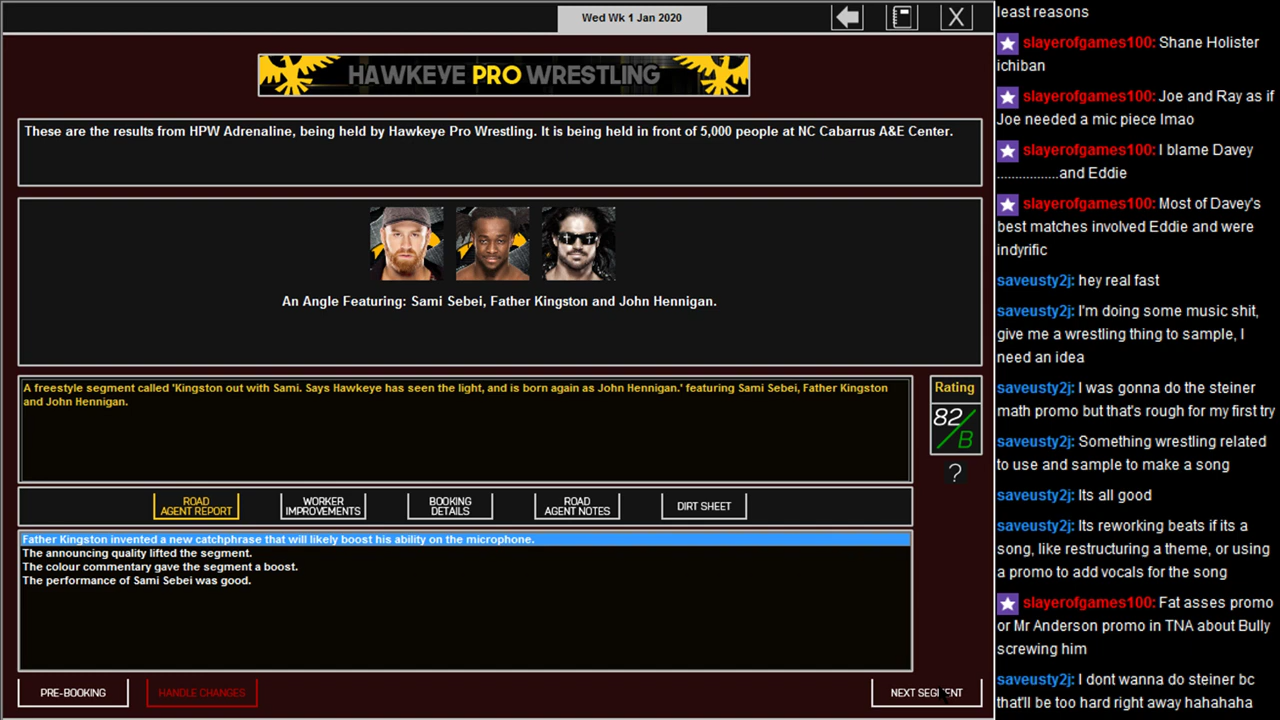 Wed Wk 1 Jan 2020
HAWKEYE PRO WRESTLING
These are the results from HPW Adrenaline, being held by Hawkeye Pro Wrestling. It is being held in front of 5,000 people at NC Cabarrus A&E Center.
An Angle Featuring: Sami Sebei, Father Kingston and John Hennigan.
A freestyle segment called 'Kingston out with Sami. Says Hawkeye has seen the light, and is born again as John Hennigan.' featuring Sami Sebei, Father Kingston
and John Hennigan.
Rating
82/B
?
ROAD
AGENT REPORT
WORKER
IMPROVEMENTS
BOOKING
DETAILS
ROAD
AGENT NOTES
DIRT SHEET
Father Kingston invented a new catchphrase that will likely boost his ability on the microphone.
The announcing quality lifted the segment.
The colour commentary gave the segment a boost.
The performance of Sami Sebei was good.
PRE-BOOKING
HANDLE CHANGES
NEXT SEGMENT
least reasons
slayerofgames100: Shane Holister
ichiban
slayerofgames100: Joe and Ray as if
Joe needed a mic piece lmao
slayerofgames100: I blame Davey
.................and Eddie
slayerofgames100: Most of Davey's
best matches involved Eddie and were
indyrific
saveusty2j: hey real fast
saveusty2j: I'm doing some music shit,
give me a wrestling thing to sample, I
need an idea
saveusty2j: I was gonna do the steiner
math promo but that's rough for my first try
saveusty2j: Something wrestling related
to use and sample to make a song
saveusty2j: Its all good
saveusty2j: Its reworking beats if its a
song, like restructuring a theme, or using
a promo to add vocals for the song
slayerofgames100: Fat asses promo
or Mr Anderson promo in TNA about Bully
screwing him
saveusty2j: I dont wanna do steiner bc
that'll be too hard right away hahahaha